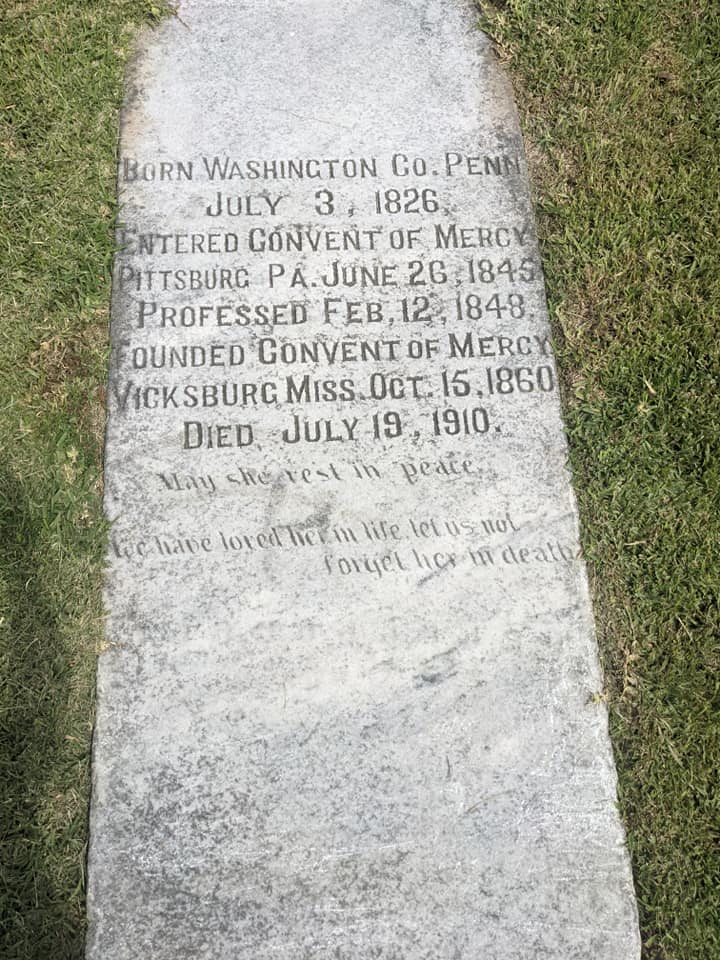 BORN WASHINGTON CO. PENN
JULY 3, 1826.
ENTERED CONVENT OF MERCY
PITTSBURG PA. JUNE 26, 1845
PROFESSED FEB. 12, 1848.
FOUNDED CONVENT OF MERCY
VICKSBURG MISS. OCT. 15, 1860
DIED, JULY 19, 1910.
May she rest in peace.
We have loved her in life, let us not
forget her in death.